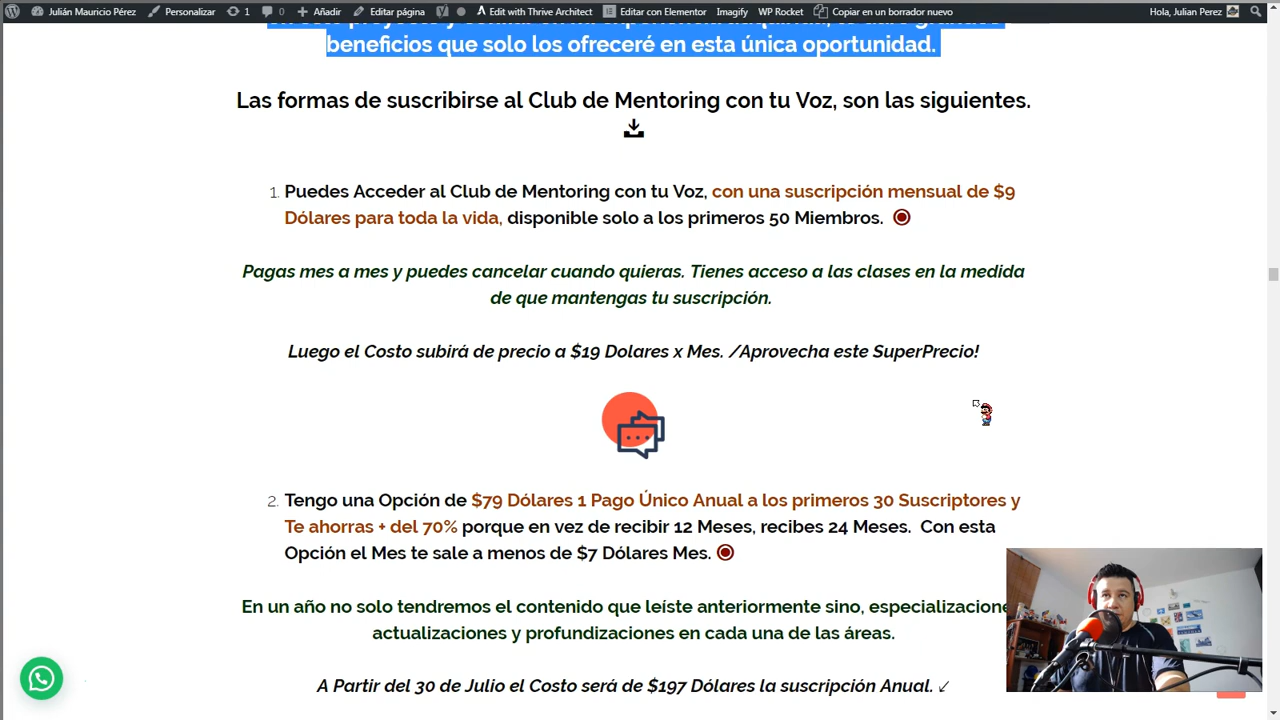 Julián Mauricio Pérez Personalizar 1 0 Añadir Editar página Edit with Thrive Architect Editar con Elementor Imagify WP Rocket Copiar en un borrador nuevo Hola, Julian Perez
beneficios que solo los ofreceré en esta única oportunidad.
Las formas de suscribirse al Club de Mentoring con tu Voz, son las siguientes.
1. Puedes Acceder al Club de Mentoring con tu Voz, con una suscripción mensual de $9
Dólares para toda la vida, disponible solo a los primeros 50 Miembros.
Pagas mes a mes y puedes cancelar cuando quieras. Tienes acceso a las clases en la medida
de que mantengas tu suscripción.
Luego el Costo subirá de precio a $19 Dolares x Mes. /Aprovecha este SuperPrecio!
2. Tengo una Opción de $79 Dólares 1 Pago Único Anual a los primeros 30 Suscriptores y
Te ahorras + del 70% porque en vez de recibir 12 Meses, recibes 24 Meses. Con esta
Opción el Mes te sale a menos de $7 Dólares Mes.
En un año no solo tendremos el contenido que leíste anteriormente sino, especializacione
actualizaciones y profundizaciones en cada una de las áreas.
A Partir del 30 de Julio el Costo será de $197 Dólares la suscripción Anual.